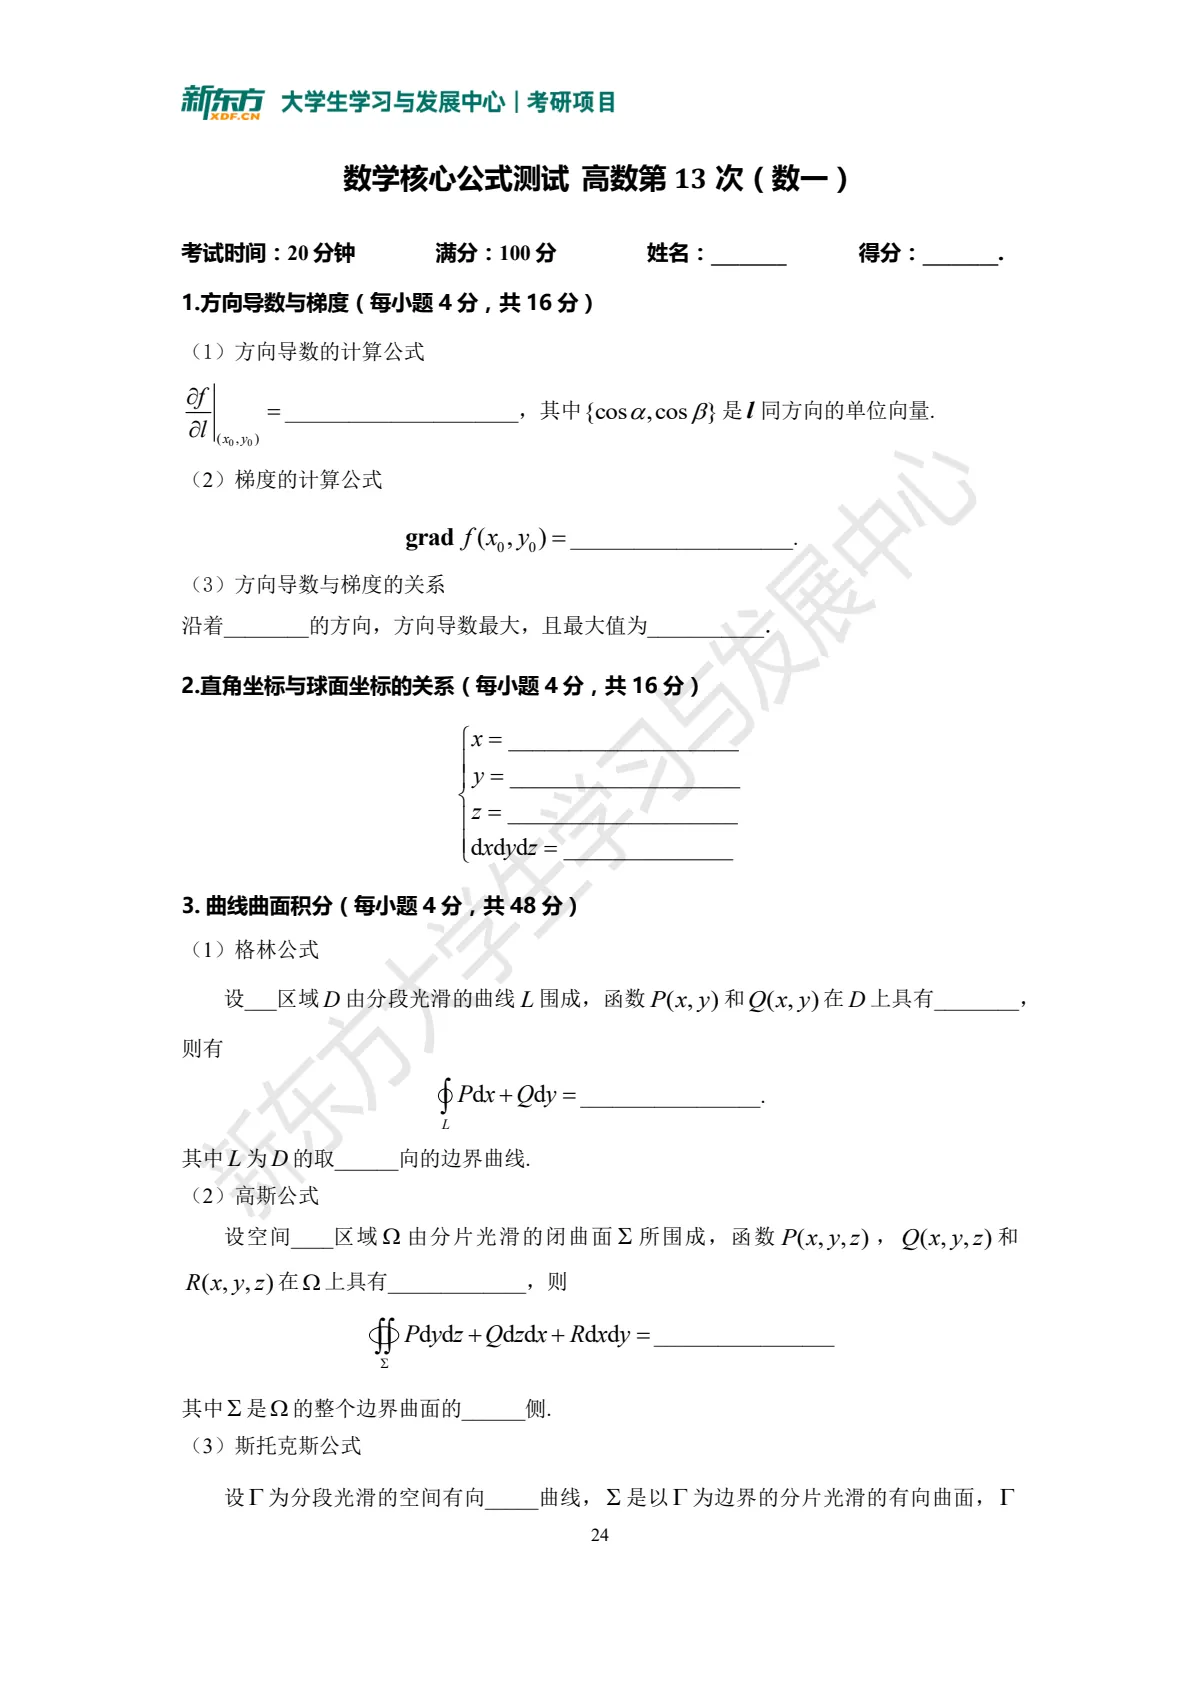 新东方 XDF.CN 大学生学习与发展中心 | 考研项目
数学核心公式测试 高数第 13 次（数一）
考试时间：20 分钟 满分：100 分 姓名：_______ 得分：_______.
1.方向导数与梯度（每小题 4 分，共 16 分）
（1）方向导数的计算公式
∂f/∂l|(x₀,y₀) = ______________________，其中{cosα,cosβ}是 l 同方向的单位向量.
（2）梯度的计算公式
grad f(x₀,y₀) = _____________________.
（3）方向导数与梯度的关系
沿着________的方向，方向导数最大，且最大值为___________.
2.直角坐标与球面坐标的关系（每小题 4 分，共 16 分）
x = ______________________
y = ______________________
z = ______________________
dxdydz = ________________
3. 曲线曲面积分（每小题 4 分，共 48 分）
（1）格林公式
设___区域 D 由分段光滑的曲线 L 围成，函数 P(x, y) 和 Q(x, y) 在 D 上具有________，
则有
∮L Pdx + Qdy = _________________.
其中 L 为 D 的取______向的边界曲线.
（2）高斯公式
设空间____区域 Ω 由分片光滑的闭曲面 Σ 所围成，函数 P(x, y, z)，Q(x, y, z) 和
R(x, y, z) 在 Ω 上具有_____________，则
∯Σ Pdydz + Qdzdx + Rdxdy = _________________
其中 Σ 是 Ω 的整个边界曲面的______侧.
（3）斯托克斯公式
设 Γ 为分段光滑的空间有向_____曲线，Σ 是以 Γ 为边界的分片光滑的有向曲面，Γ
24
新东方大学生学习与发展中心